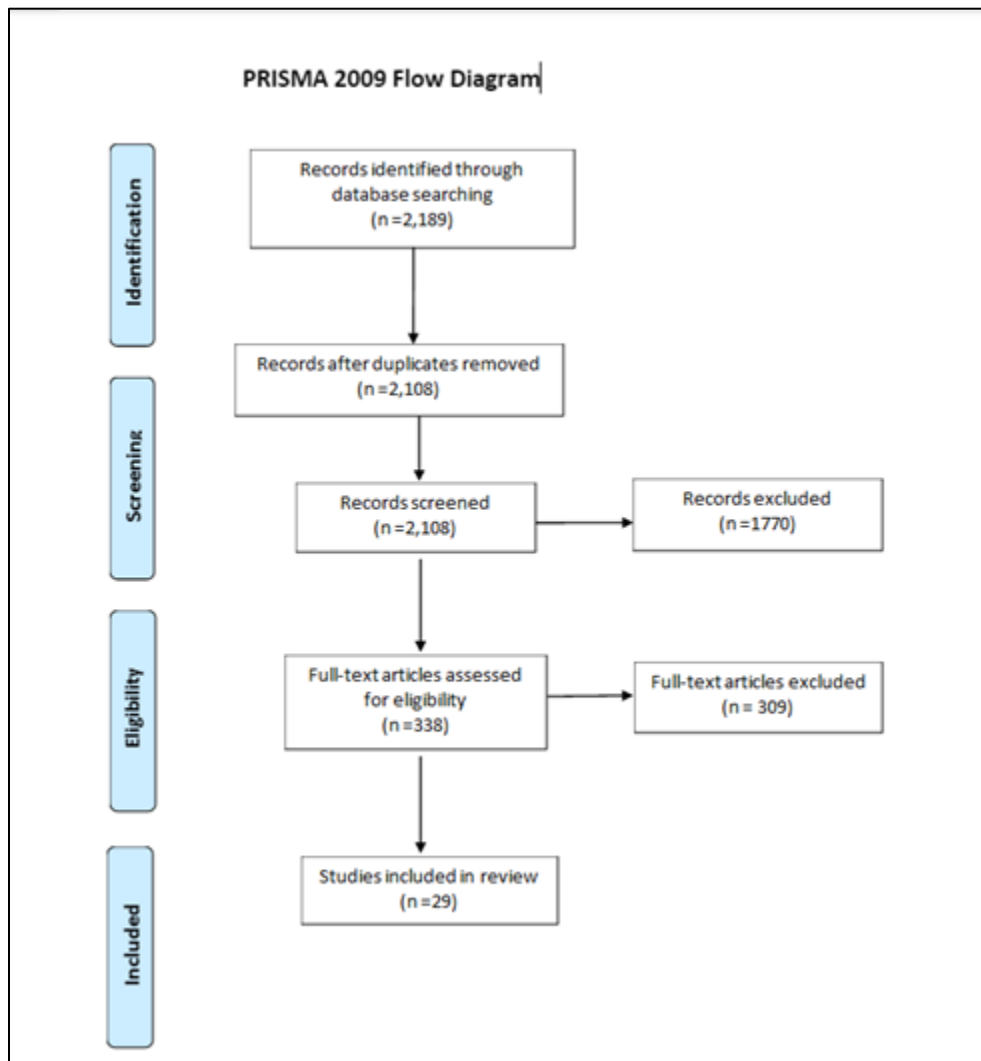 PRISMA 2009 Flow Diagram
Identification
Records identified through
database searching
(n =2,189)
Records after duplicates removed
(n =2,108)
Screening
Records screened
(n =2,108)
Records excluded
(n =1770)
Eligibility
Full-text articles assessed
for eligibility
(n =338)
Full-text articles excluded
(n = 309)
Included
Studies included in review
(n =29)